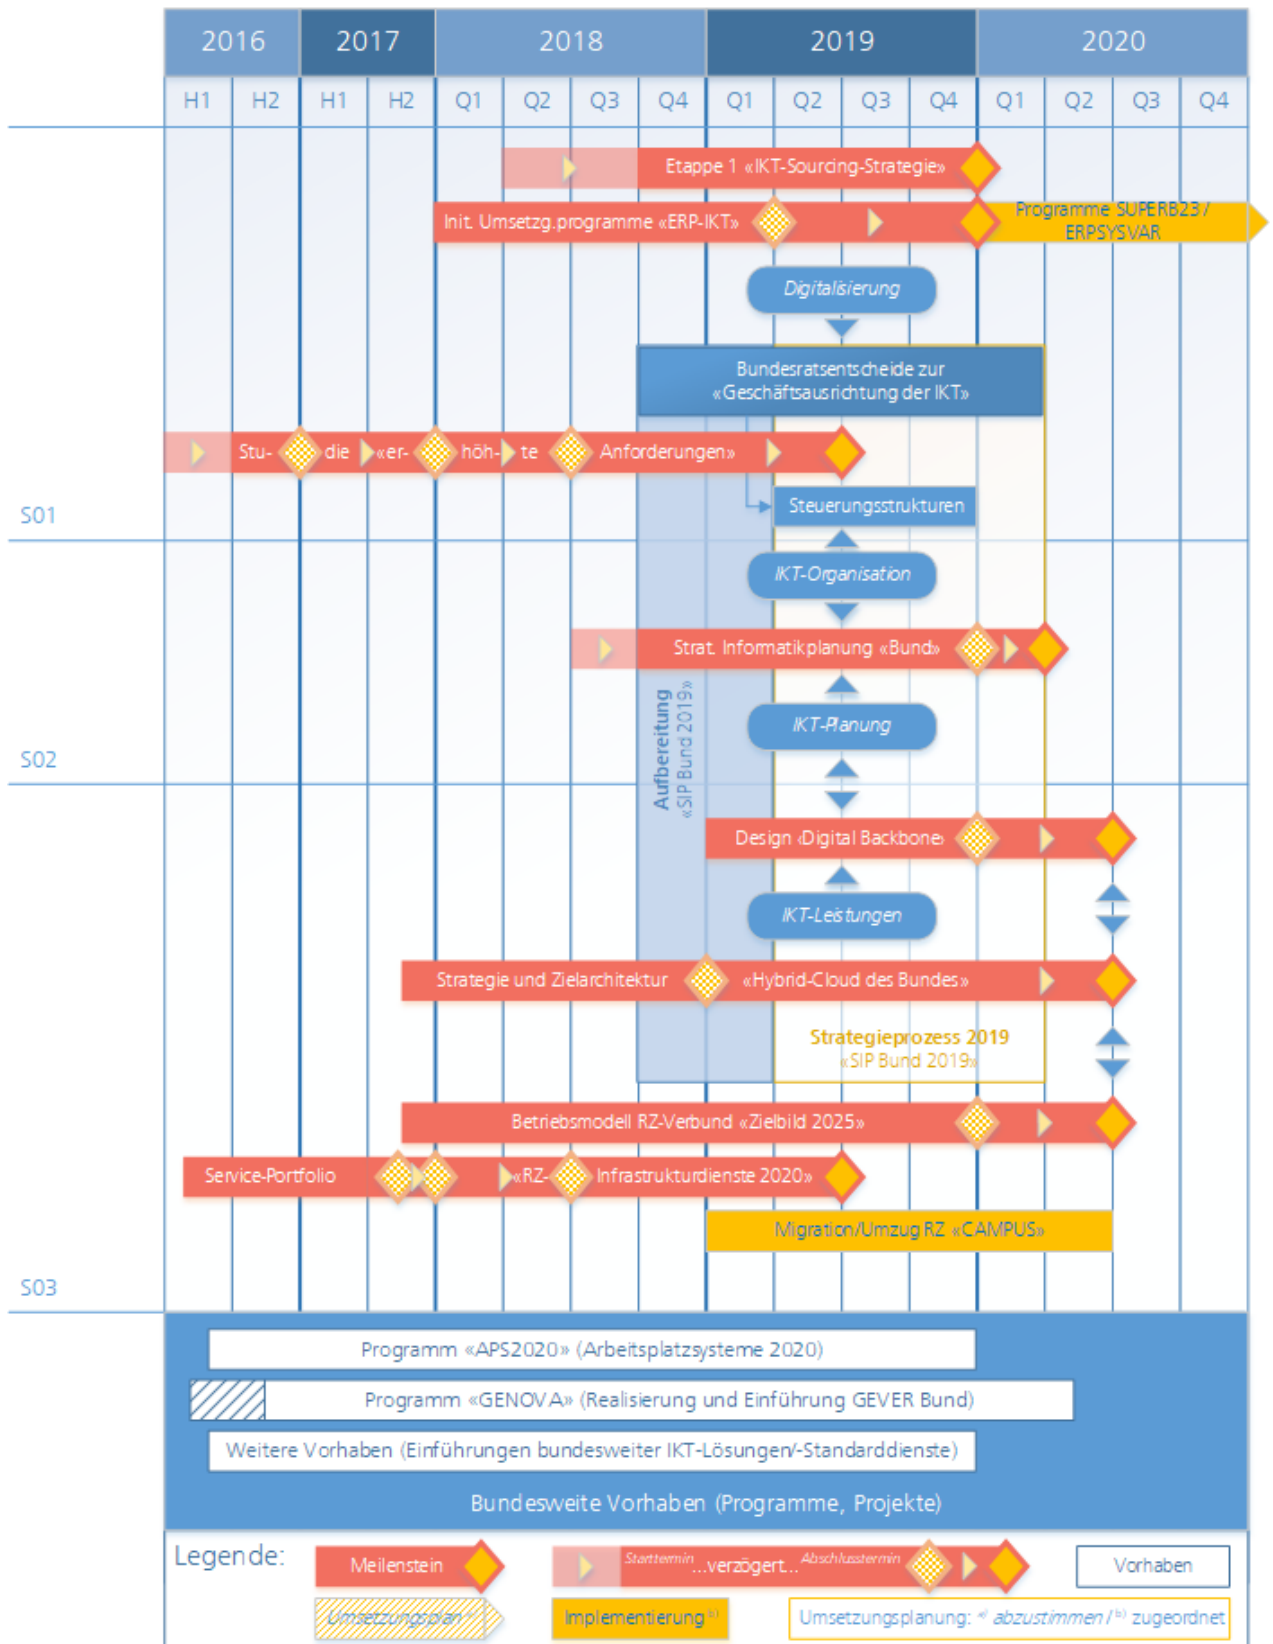 2016 2017 2018 2019 2020
H1 H2 H1 H2 Q1 Q2 Q3 Q4 Q1 Q2 Q3 Q4 Q1 Q2 Q3 Q4
Etappe 1 «IKT-Sourcing-Strategie»
Init. Umsetzg.programme «ERP-IKT»
Programme SUPERB23 /
ERPSYSVAR
Digitalisierung
Bundesratsentscheide zur
«Geschäftsausrichtung der IKT»
Stu- die «er- höh- te Anforderungen»
Steuerungsstrukturen
S01
IKT-Organisation
Strat. Informatikplanung «Bund»
Aufbereitung
«SIP Bund 2019»
IKT-Planung
S02
Design ‹Digital Backbone›
IKT-Leistungen
Strategie und Zielarchitektur «Hybrid-Cloud des Bundes»
Strategieprozess 2019
«SIP Bund 2019»
Betriebsmodell RZ-Verbund «Zielbild 2025»
Service-Portfolio «RZ- Infrastrukturdienste 2020»
Migration/Umzug RZ «CAMPUS»
S03
Programm «APS2020» (Arbeitsplatzsysteme 2020)
Programm «GENOVA» (Realisierung und Einführung GEVER Bund)
Weitere Vorhaben (Einführungen bundesweiter IKT-Lösungen/-Standarddienste)
Bundesweite Vorhaben (Programme, Projekte)
Legende:
Meilenstein
Starttermin ...verzögert... Abschlusstermin
Vorhaben
Umsetzungsplan a)
Implementierung b)
Umsetzungsplanung: a) abzustimmen / b) zugeordnet